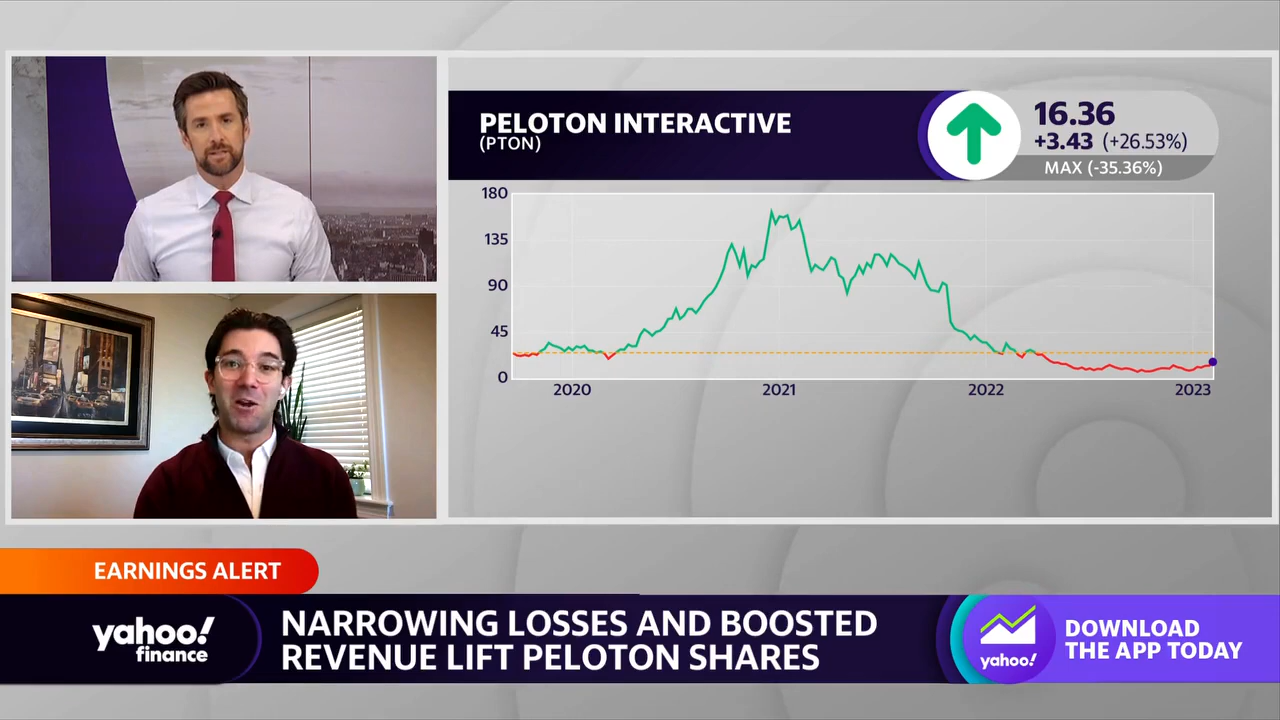 PELOTON INTERACTIVE
(PTON)
16.36
+3.43 (+26.53%)
MAX (-35.36%)
180
135
90
45
0
2020
2021
2022
2023
EARNINGS ALERT
yahoo!
finance
NARROWING LOSSES AND BOOSTED
REVENUE LIFT PELOTON SHARES
yahoo!
DOWNLOAD
THE APP TODAY